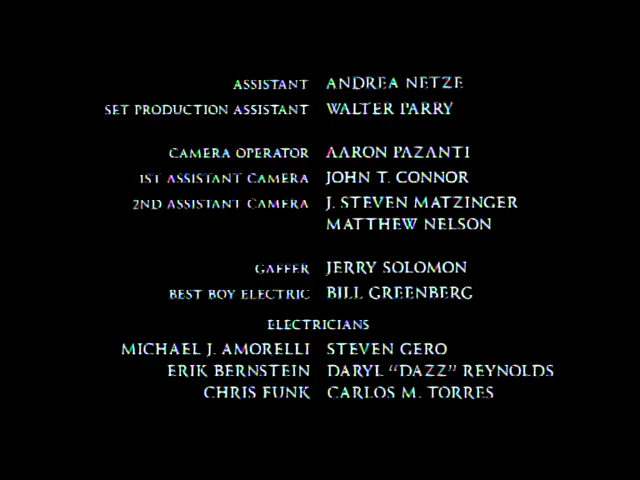 ASSISTANT ANDREA NETZE
SET PRODUCTION ASSISTANT WALTER PARRY
CAMERA OPERATOR AARON PAZANTI
1ST ASSISTANT CAMERA JOHN T. CONNOR
2ND ASSISTANT CAMERA J. STEVEN MATZINGER
MATTHEW NELSON
GAFFER JERRY SOLOMON
BEST BOY ELECTRIC BILL GREENBERG
ELECTRICIANS
MICHAEL J. AMORELLI STEVEN GERO
ERIK BERNSTEIN DARYL "DAZZ" REYNOLDS
CHRIS FUNK CARLOS M. TORRES